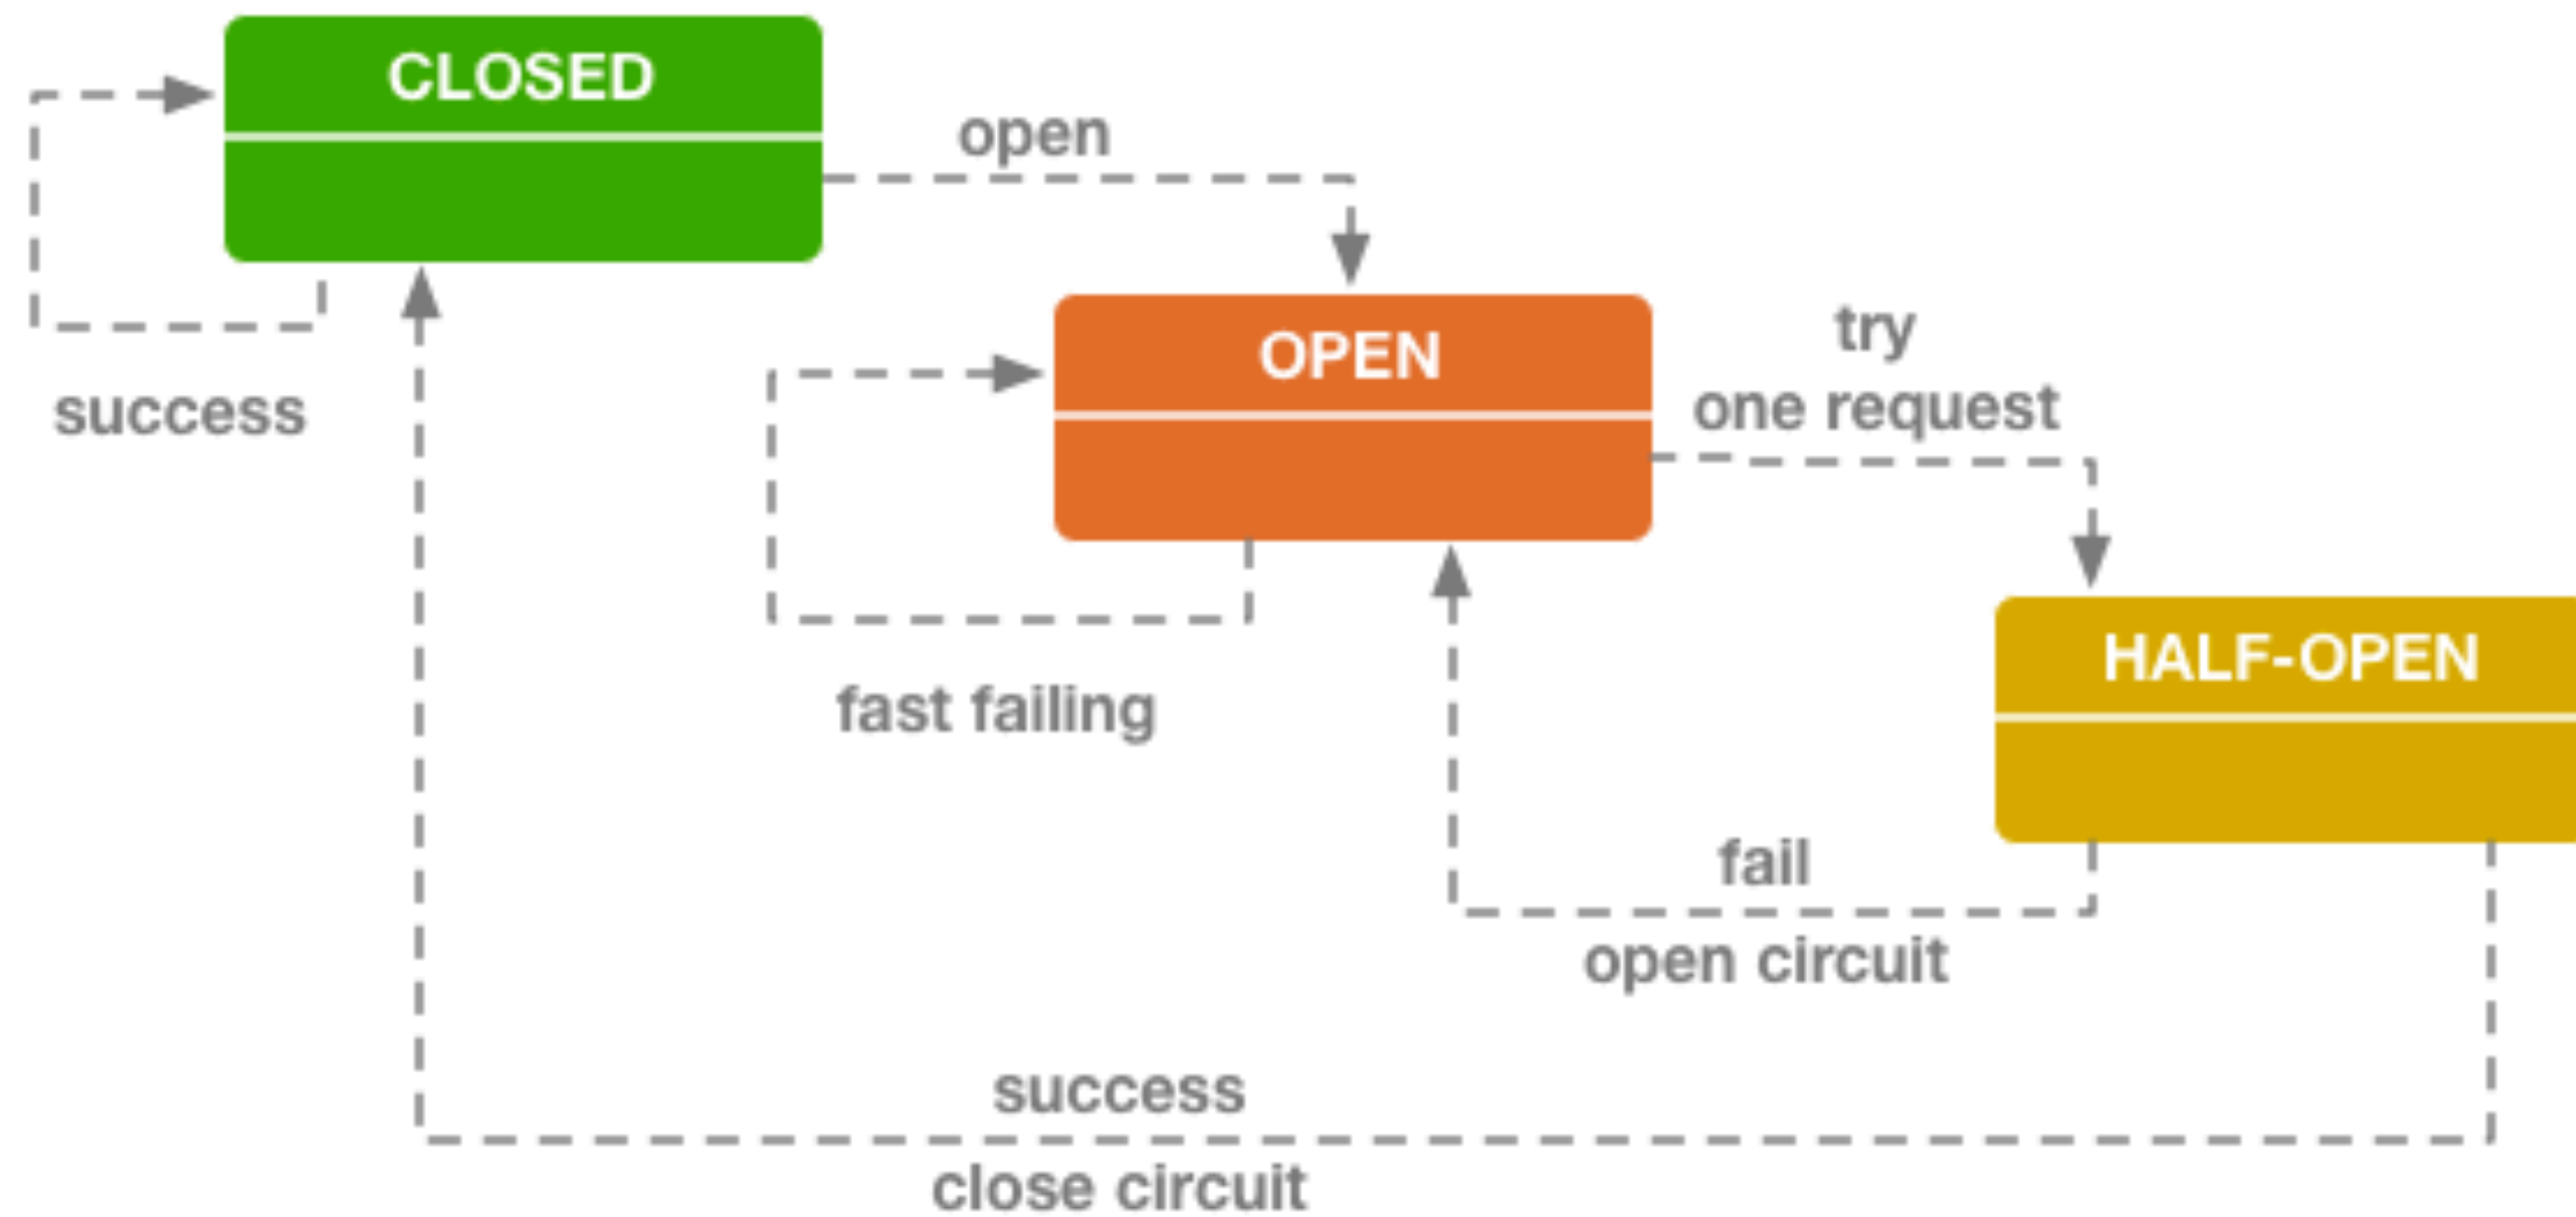 CLOSED
open
success
OPEN
try
one request
fast failing
HALF-OPEN
fail
open circuit
success
close circuit